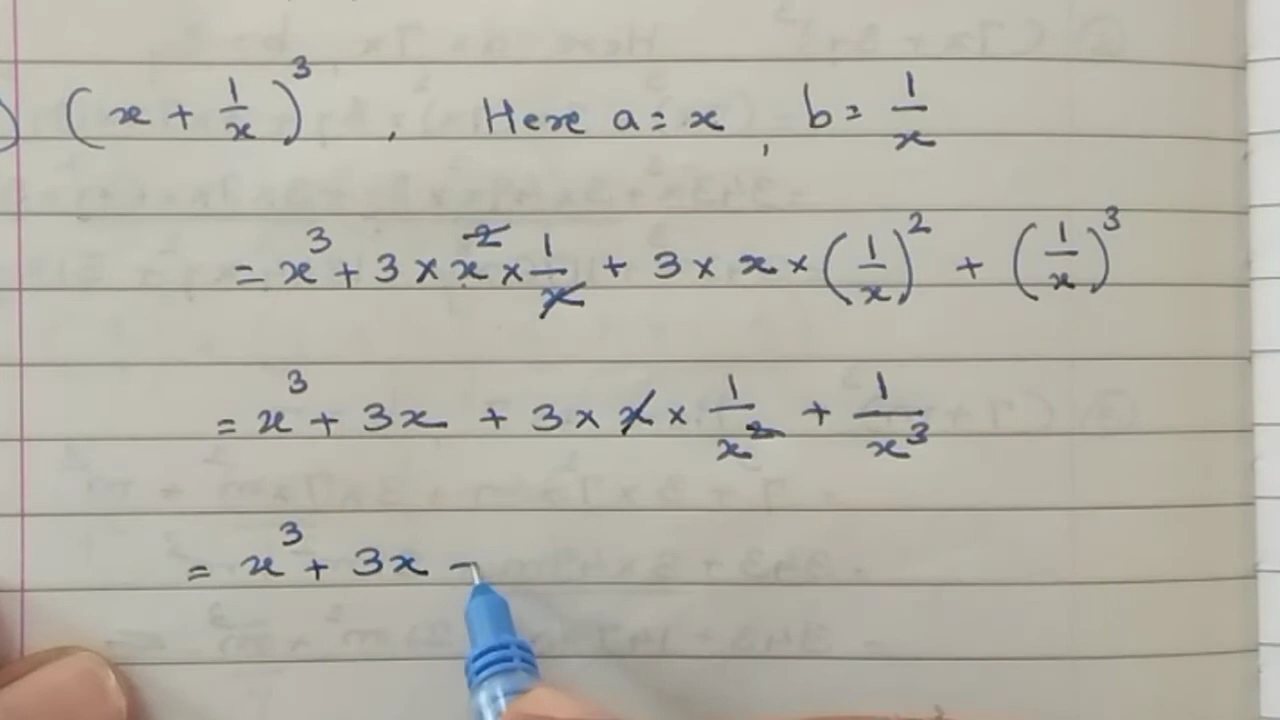 ) (x + 1/x)³ , Here a = x , b = 1/x
= x³ + 3 × x² × 1/x + 3 × x × (1/x)² + (1/x)³
= x³ + 3x + 3 × x × 1/x² + 1/x³
= x³ + 3x -